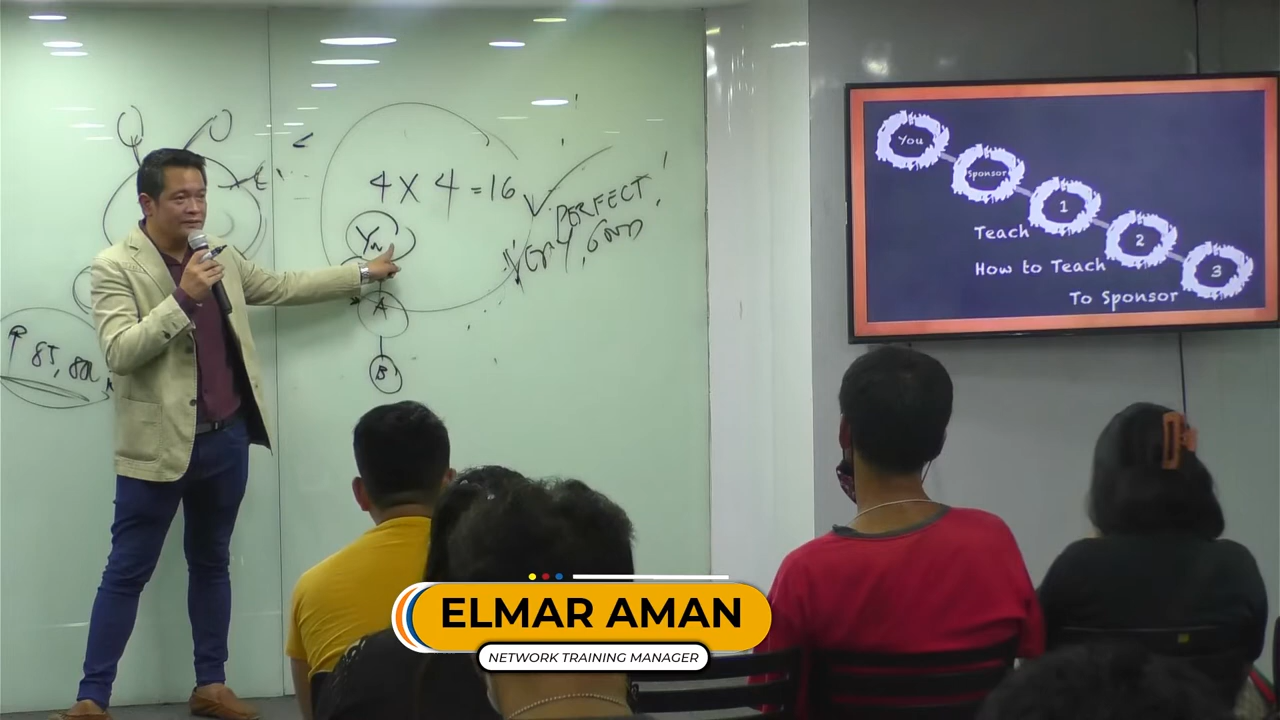 4 X 4 = 16
PERFECT!
VERY, GOOD
You
A
B
You
Sponsor
1
Teach
2
How to Teach
3
To Sponsor
ELMAR AMAN
NETWORK TRAINING MANAGER